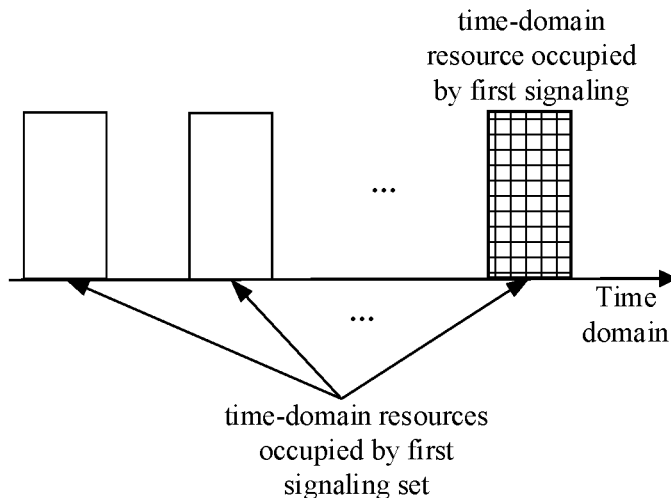 time-domain
resource occupied
by first signaling
...
...
Time
domain
time-domain resources
occupied by first
signaling set